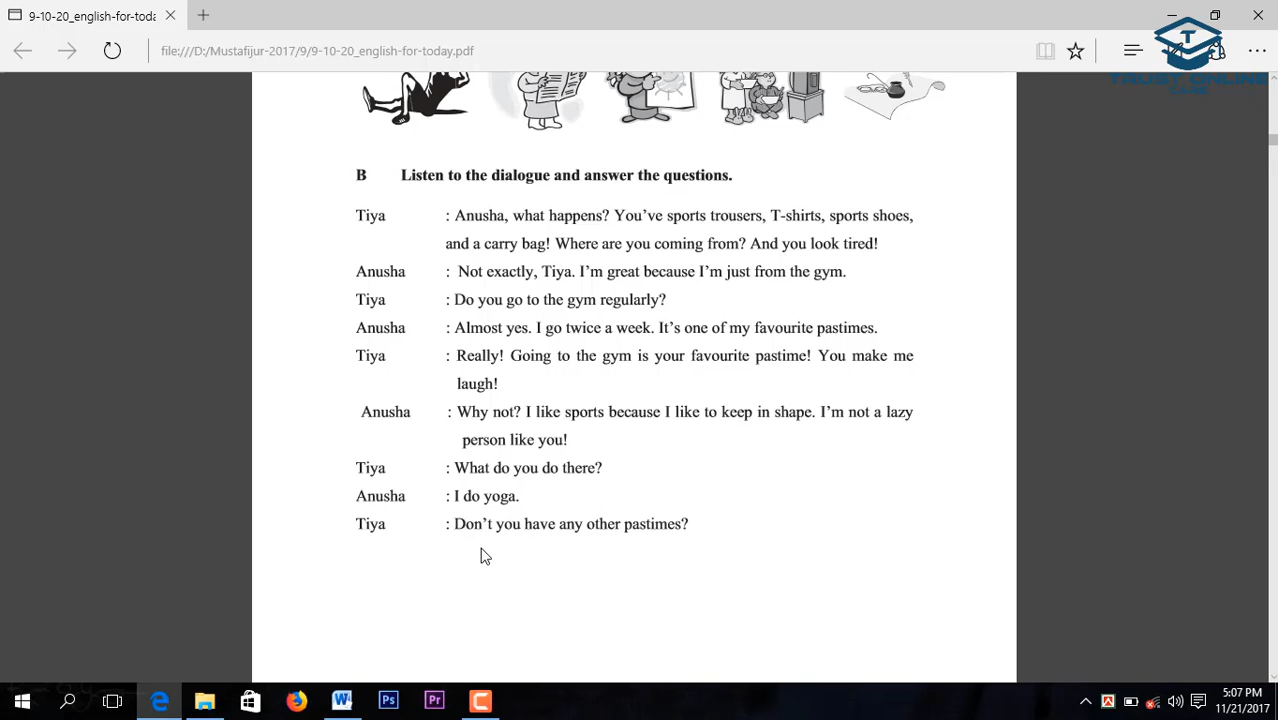 9-10-20_english-for-toda
file:///D:/Mustafijur-2017/9/9-10-20_english-for-today.pdf
T
TRUST ONLINE
CARE
B Listen to the dialogue and answer the questions.
Tiya : Anusha, what happens? You've sports trousers, T-shirts, sports shoes,
and a carry bag! Where are you coming from? And you look tired!
Anusha : Not exactly, Tiya. I'm great because I'm just from the gym.
Tiya : Do you go to the gym regularly?
Anusha : Almost yes. I go twice a week. It's one of my favourite pastimes.
Tiya : Really! Going to the gym is your favourite pastime! You make me
laugh!
Anusha : Why not? I like sports because I like to keep in shape. I'm not a lazy
person like you!
Tiya : What do you do there?
Anusha : I do yoga.
Tiya : Don't you have any other pastimes?
W Ps Pr
5:07 PM
11/21/2017